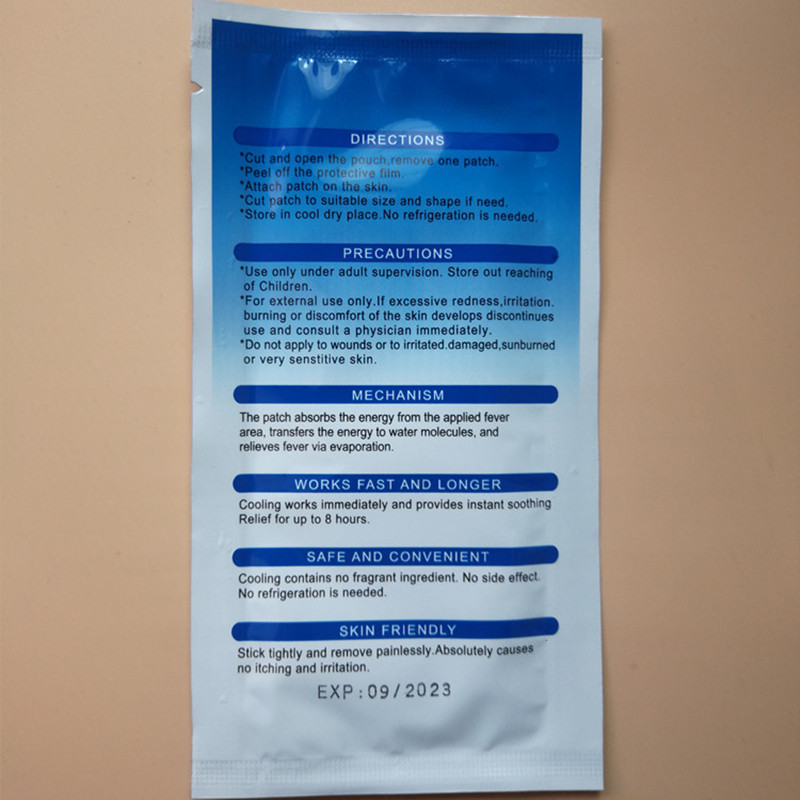 DIRECTIONS
*Cut and open the pouch,remove one patch.
*Peel off the protective film.
*Attach patch on the skin.
*Cut patch to suitable size and shape if need.
*Store in cool dry place.No refrigeration is needed.
PRECAUTIONS
*Use only under adult supervision. Store out reaching
of Children.
*For external use only.If excessive redness,irritation.
burning or discomfort of the skin develops discontinues
use and consult a physician immediately.
*Do not apply to wounds or to irritated.damaged,sunburned
or very senstitive skin.
MECHANISM
The patch absorbs the energy from the applied fever
area, transfers the energy to water molecules, and
relieves fever via evaporation.
WORKS FAST AND LONGER
Cooling works immediately and provides instant soothing
Relief for up to 8 hours.
SAFE AND CONVENIENT
Cooling contains no fragrant ingredient. No side effect.
No refrigeration is needed.
SKIN FRIENDLY
Stick tightly and remove painlessly.Absolutely causes
no itching and irritation.
EXP:09/2023